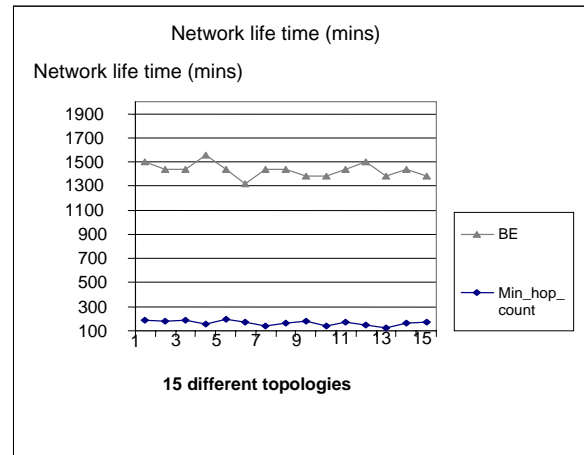 Network life time (mins)
Network life time (mins)
1900
1700
1500
1300
1100
900
700
500
300
100
1 3 5 7 9 11 13 15
BE
Min_hop_
count
15 different topologies